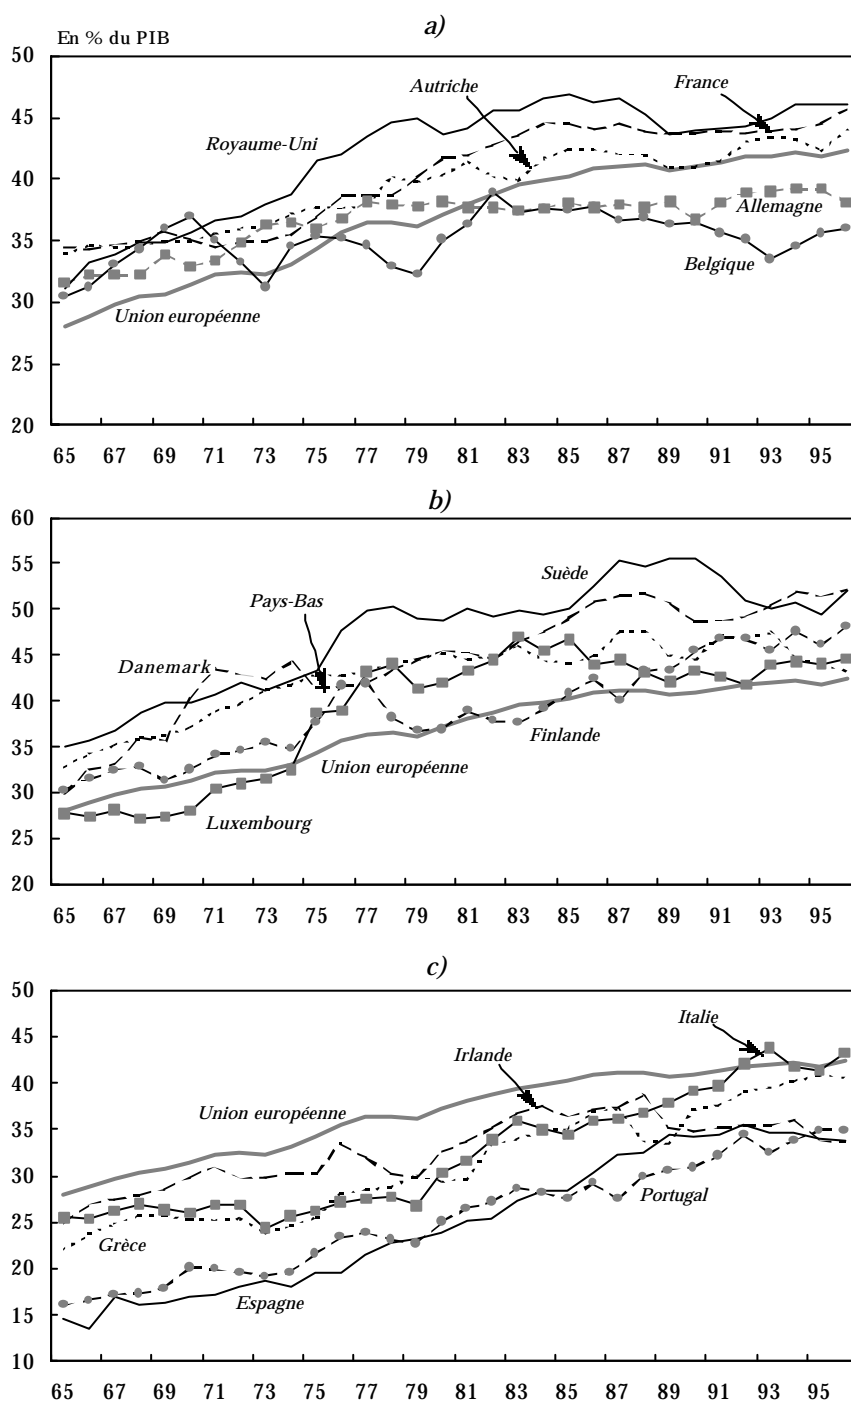 a)
En % du PIB
50
45
40
35
30
25
20
Autriche
France
Royaume-Uni
Allemagne
Belgique
Union européenne
65 67 69 71 73 75 77 79 81 83 85 87 89 91 93 95
b)
60
55
50
45
40
35
30
25
20
Suède
Pays-Bas
Danemark
Finlande
Union européenne
Luxembourg
65 67 69 71 73 75 77 79 81 83 85 87 89 91 93 95
c)
50
45
40
35
30
25
20
15
10
Italie
Irlande
Union européenne
Portugal
Grèce
Espagne
65 67 69 71 73 75 77 79 81 83 85 87 89 91 93 95